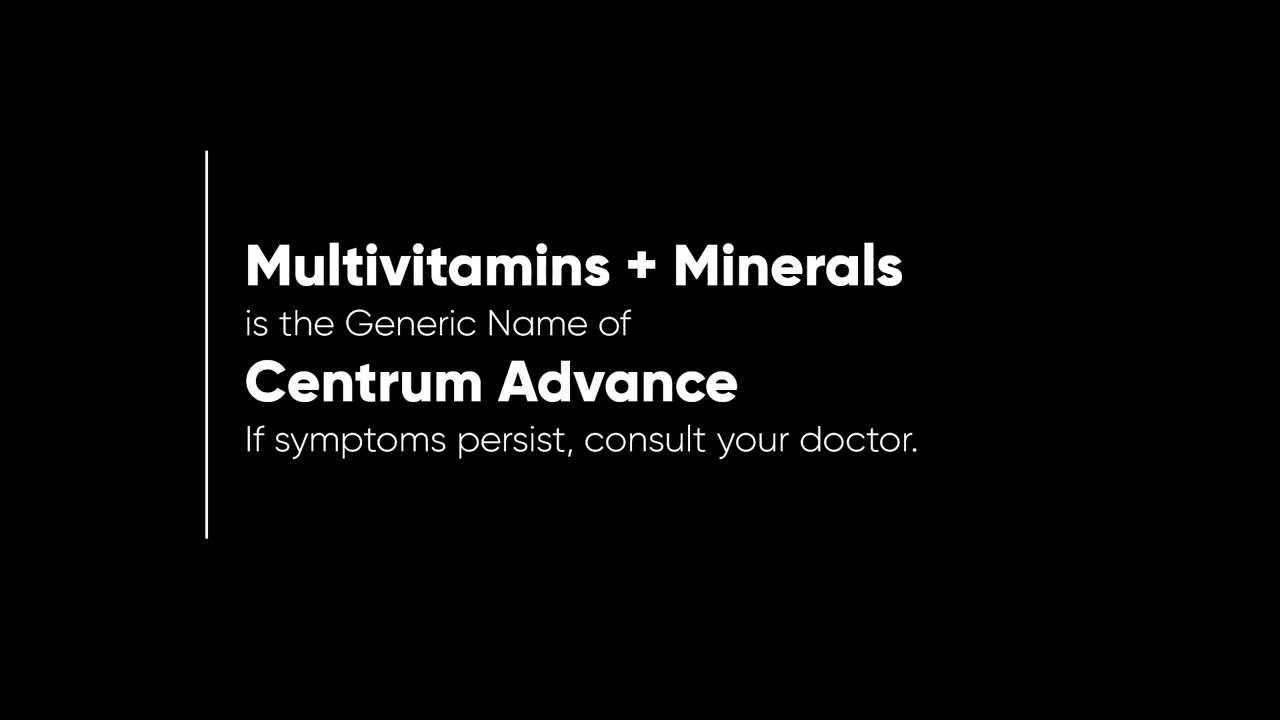 Multivitamins + Minerals
is the Generic Name of
Centrum Advance
If symptoms persist, consult your doctor.